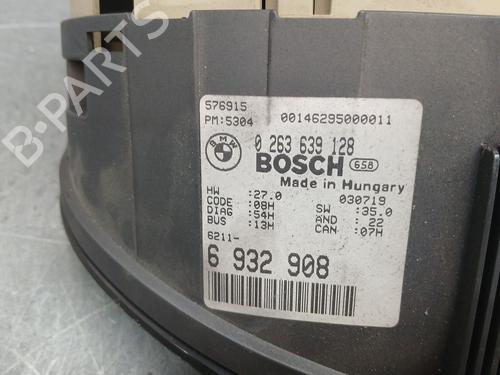 576915
PM:5304 00146295000011
BMW 0 263 639 128
BOSCH 658
Made in Hungary
HW :27.0 030719
CODE :08H SW :35.0
DIAG :54H AND : 22
BUS :13H CAN :07H
6211-
6 932 908
B-PARTS